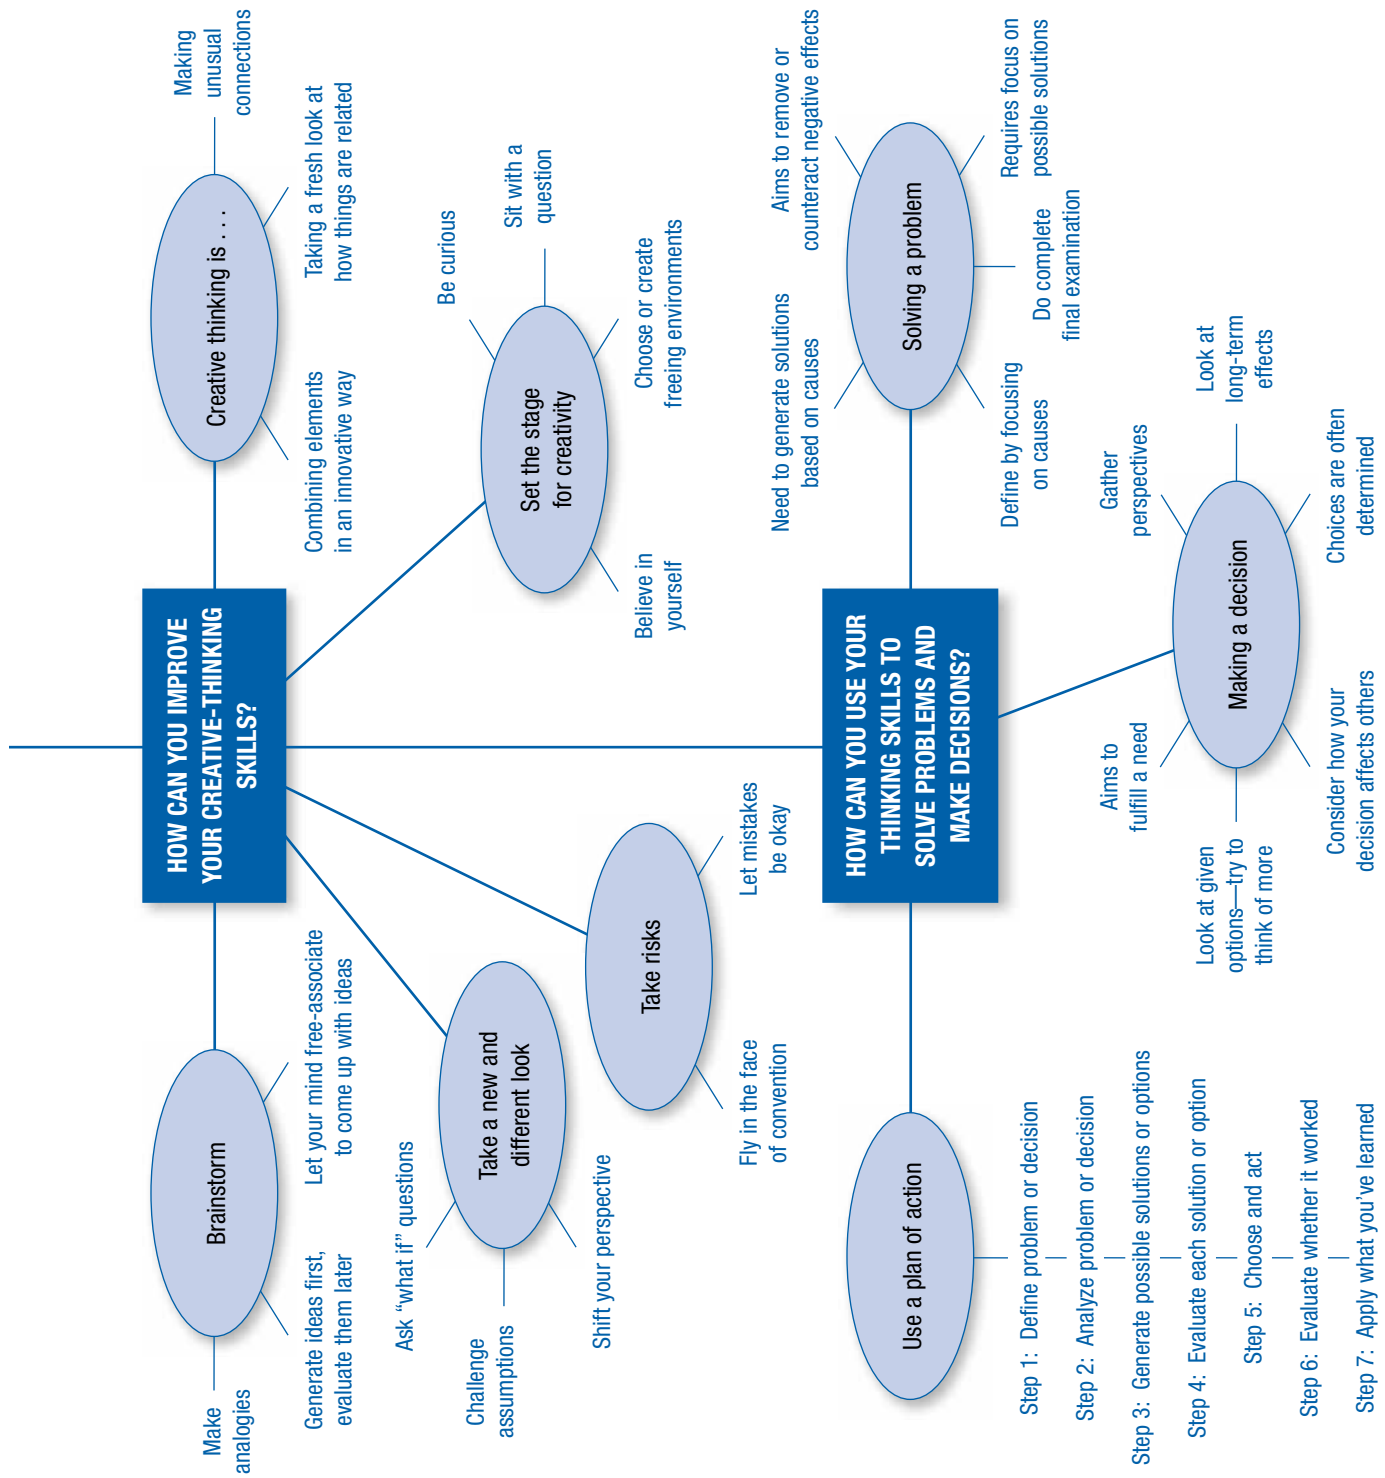 HOW CAN YOU IMPROVE
YOUR CREATIVE-THINKING
SKILLS?
Brainstorm
Make
analogies
Generate ideas first,
evaluate them later
Let your mind free-associate
to come up with ideas
Creative thinking is . . .
Combining elements
in an innovative way
Taking a fresh look at
how things are related
Making
unusual
connections
Take a new and
different look
Ask “what if” questions
Challenge
assumptions
Shift your perspective
Take risks
Fly in the face
of convention
Let mistakes
be okay
Set the stage
for creativity
Believe in
yourself
Be curious
Sit with a
question
Choose or create
freeing environments
HOW CAN YOU USE YOUR
THINKING SKILLS TO
SOLVE PROBLEMS AND
MAKE DECISIONS?
Use a plan of action
Step 1: Define problem or decision
Step 2: Analyze problem or decision
Step 3: Generate possible solutions or options
Step 4: Evaluate each solution or option
Step 5: Choose and act
Step 6: Evaluate whether it worked
Step 7: Apply what you’ve learned
Solving a problem
Need to generate solutions
based on causes
Aims to remove or
counteract negative effects
Define by focusing
on causes
Do complete
final examination
Requires focus on
possible solutions
Making a decision
Aims to
fulfill a need
Gather
perspectives
Look at given
options—try to
think of more
Look at
long-term
effects
Consider how your
decision affects others
Choices are often
determined